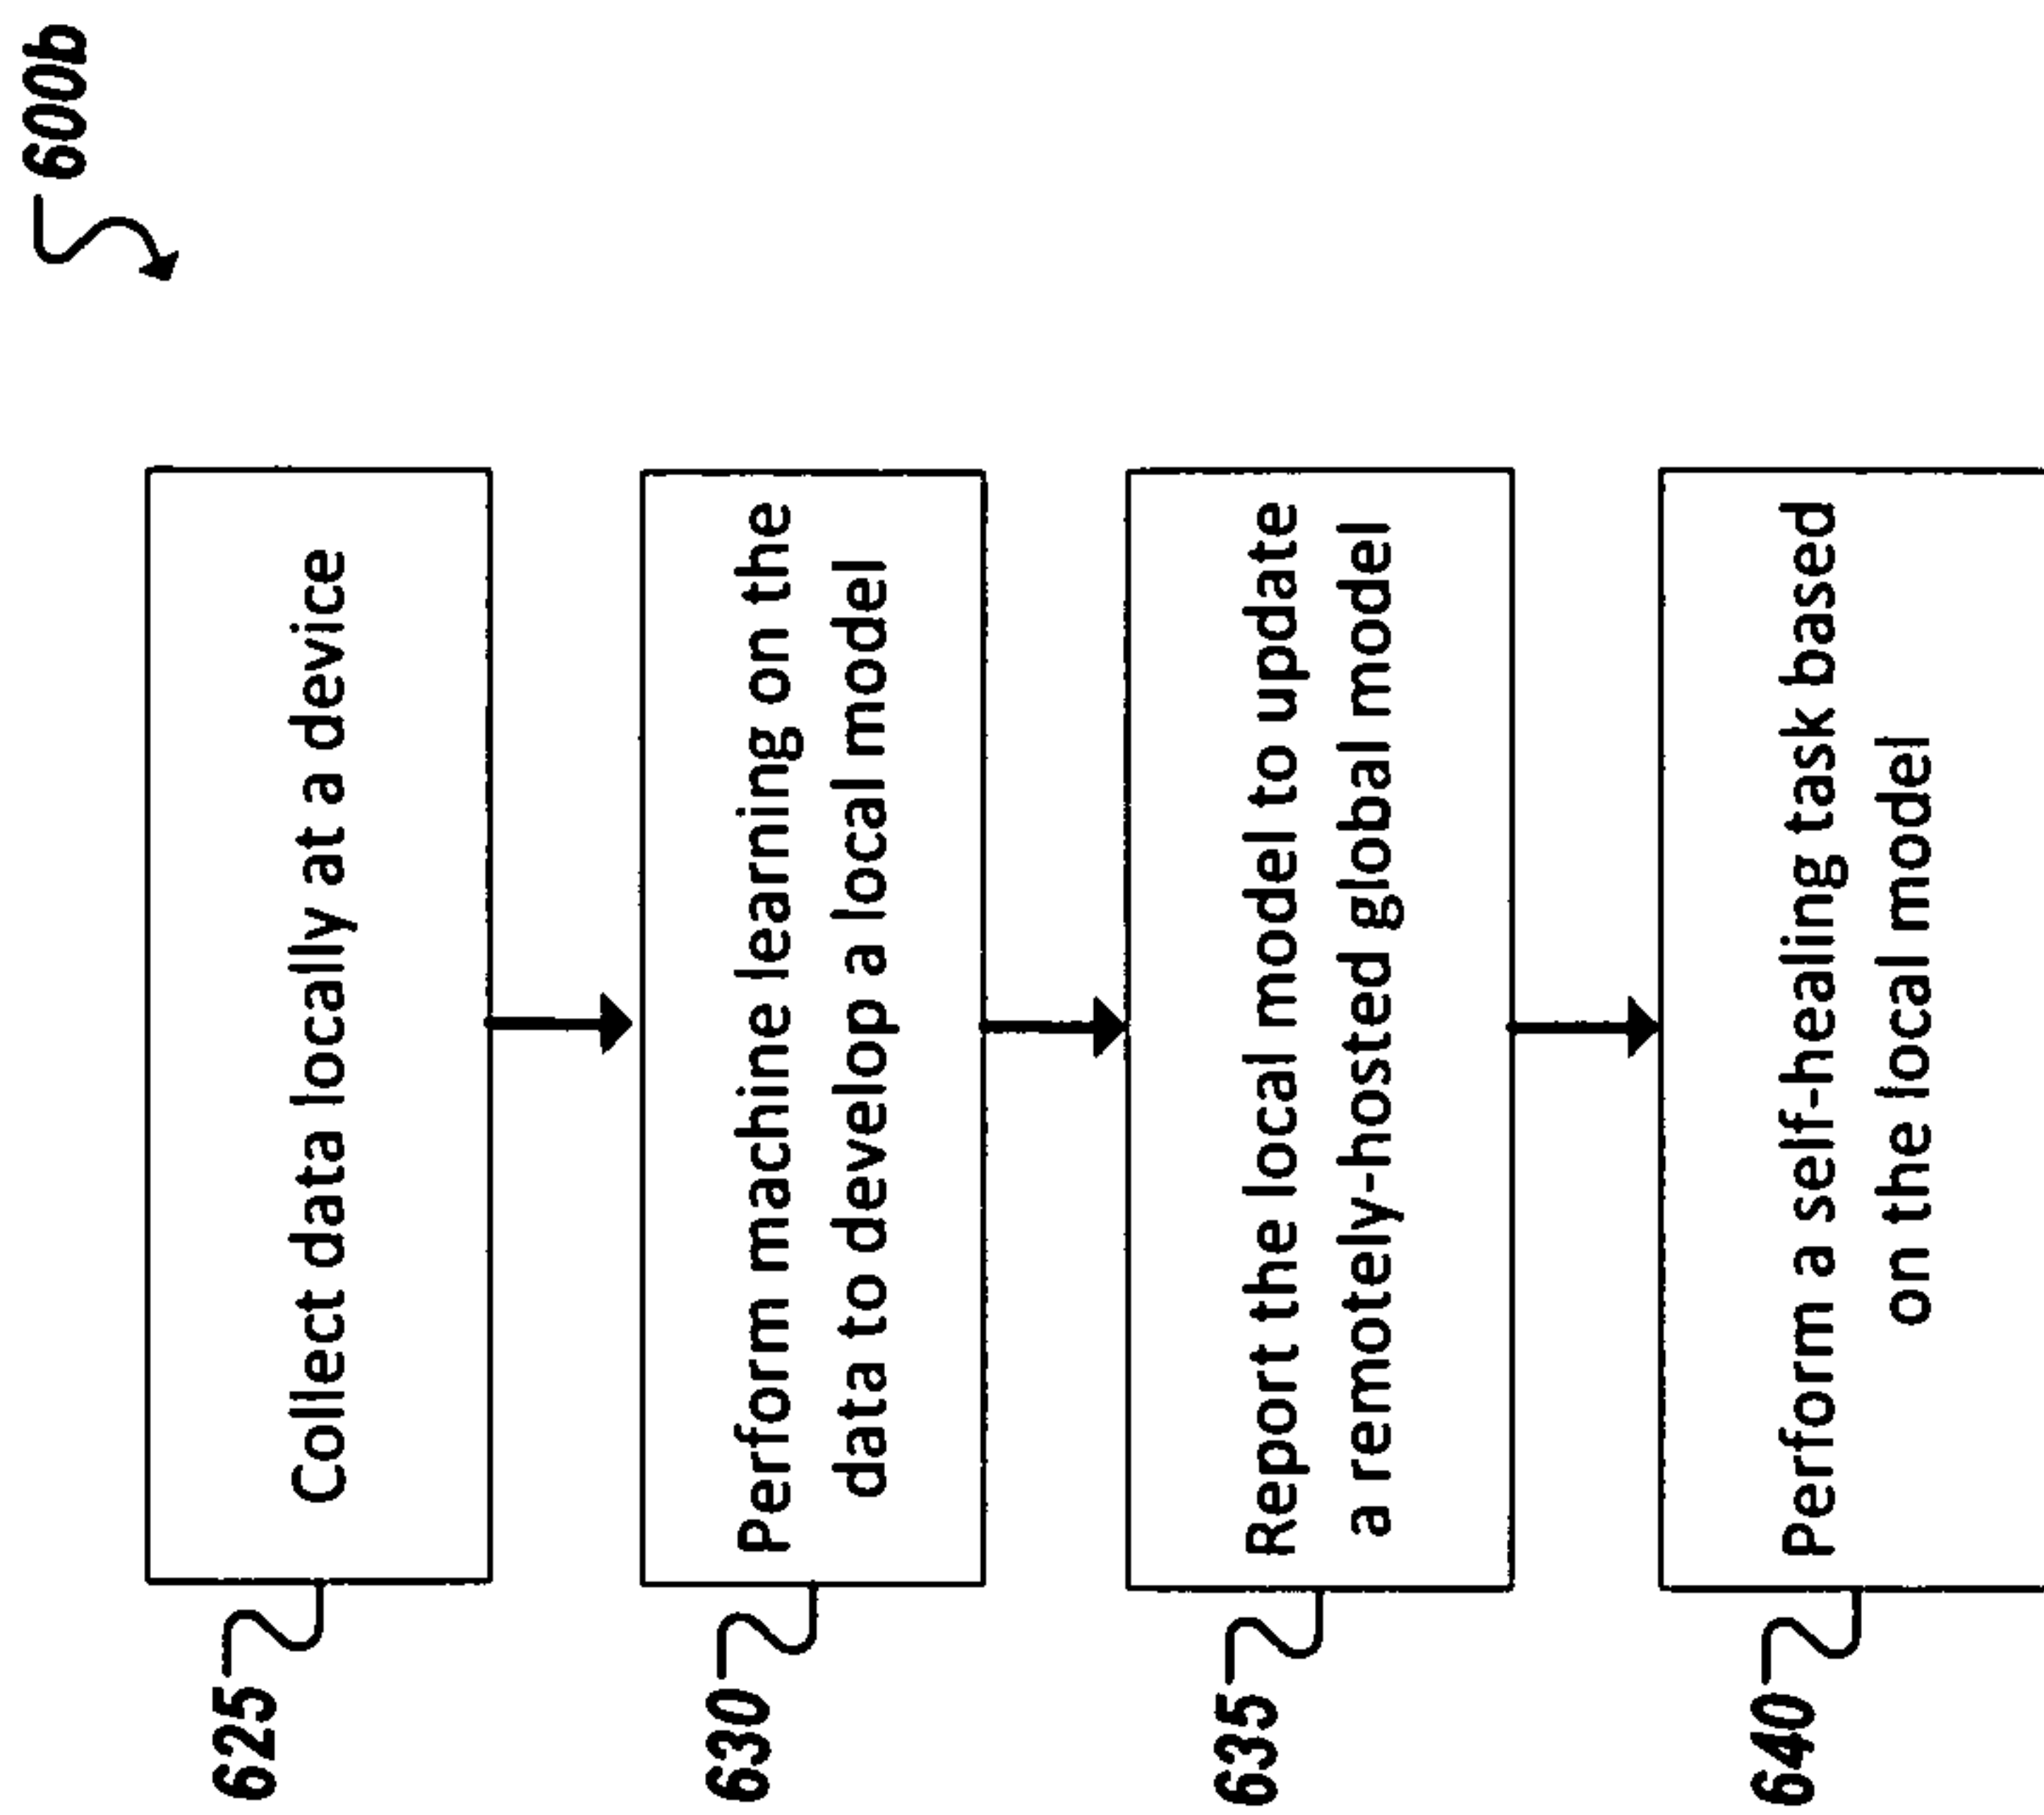 600b
625
Collect data locally at a device
630
Perform machine learning on the
data to develop a local model
635
Report the local model to update
a remotely-hosted global model
640
Perform a self-healing task based
on the local model